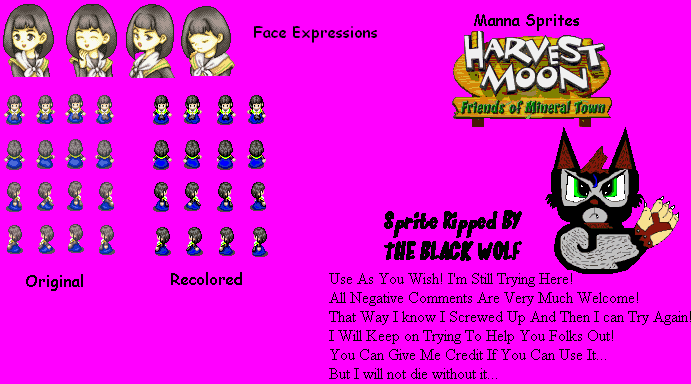 Face Expressions
Manna Sprites
HARVEST
MOON
Friends of Mineral Town
Sprite Ripped BY
THE BLACK WOLF
Original
Recolored
Use As You Wish! I'm Still Trying Here!
All Negative Comments Are Very Much Welcome!
That Way I know I Screwed Up And Then I can Try Again!
I Will Keep on Trying To Help You Folks Out!
You Can Give Me Credit If You Can Use It...
But I will not die without it...